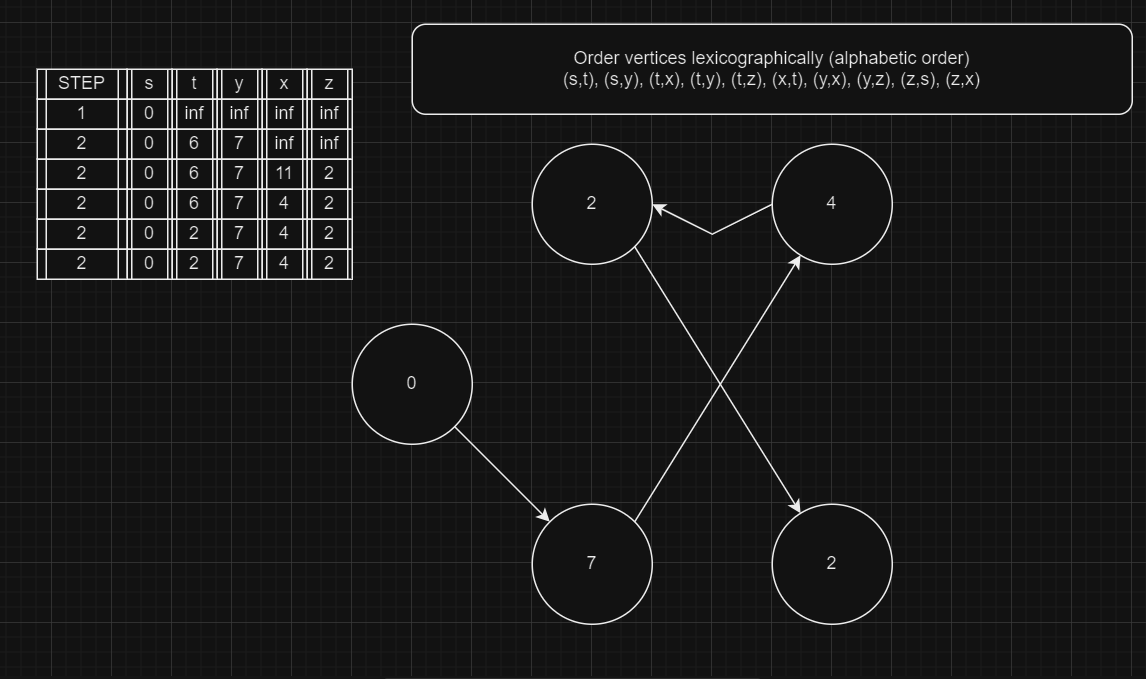 Order vertices lexicographically (alphabetic order)
(s,t), (s,y), (t,x), (t,y), (t,z), (x,t), (y,x), (y,z), (z,s), (z,x)
STEP s t y x z
1 0 inf inf inf inf
2 0 6 7 inf inf
2 0 6 7 11 2
2 0 6 7 4 2
2 0 2 7 4 2
2 0 2 7 4 2
2 4
0
7 2